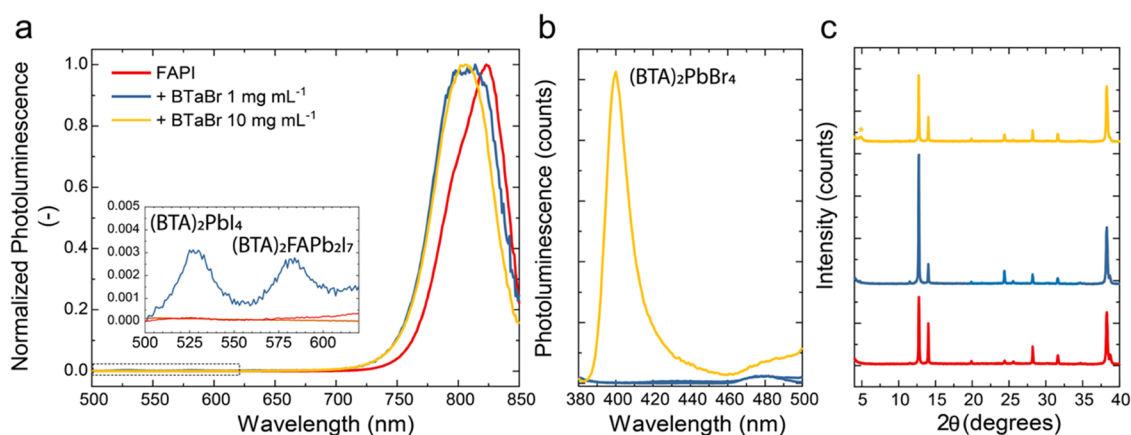 a
Normalized Photoluminescence
(-)
1.0
0.8
0.6
0.4
0.2
0.0
FAPI
+ BTaBr 1 mg mL⁻¹
+ BTaBr 10 mg mL⁻¹
0.005
0.004
0.003
0.002
0.001
0.000
(BTA)₂PbI₄
(BTA)₂FAPb₂I₇
500 525 550 575 600
500 550 600 650 700 750 800 850
Wavelength (nm)
b
Photoluminescence (counts)
(BTA)₂PbBr₄
380 400 420 440 460 480 500
Wavelength (nm)
c
Intensity (counts)
*
5 10 15 20 25 30 35 40
2θ (degrees)